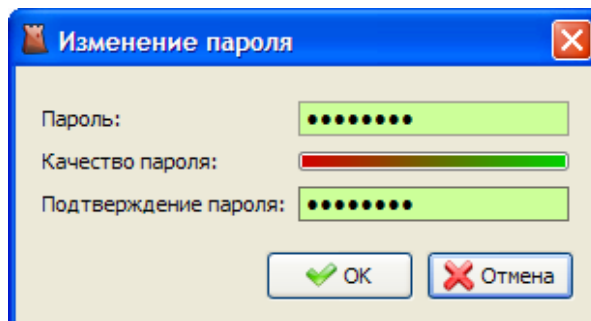 Изменение пароля
Пароль: ●●●●●●●●
Качество пароля:
Подтверждение пароля: ●●●●●●●●
OK Отмена